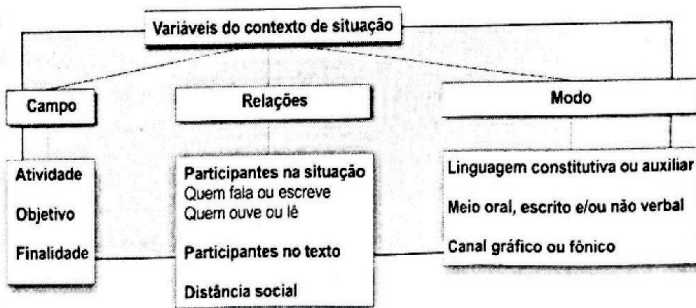 Variáveis do contexto de situação
Campo
Relações
Modo
Atividade
Objetivo
Finalidade
Participantes na situação
Quem fala ou escreve
Quem ouve ou lê
Participantes no texto
Distância social
Linguagem constitutiva ou auxiliar
Meio oral, escrito e/ou não verbal
Canal gráfico ou fônico